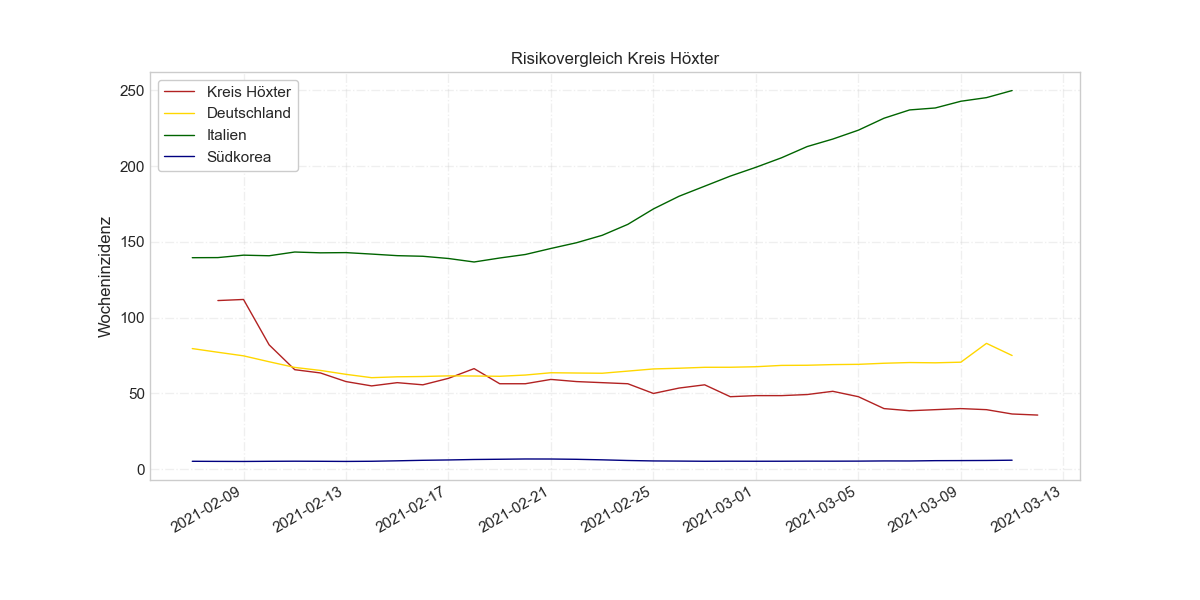 Risikovergleich Kreis Höxter
Kreis Höxter
Deutschland
Italien
Südkorea
Wocheninzidenz
250
200
150
100
50
0
2021-02-09
2021-02-13
2021-02-17
2021-02-21
2021-02-25
2021-03-01
2021-03-05
2021-03-09
2021-03-13